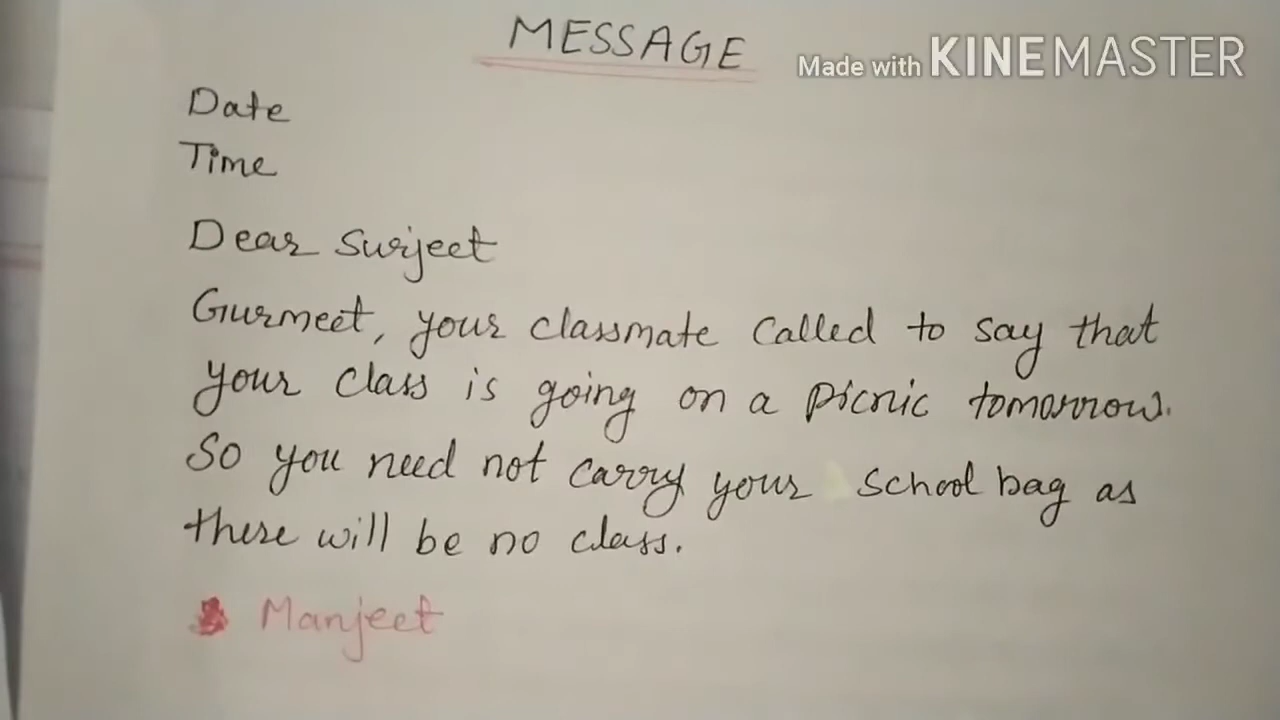 MESSAGE
Made with KINEMASTER
Date
Time
Dear Surjeet
Gurmeet, your classmate called to say that
your class is going on a picnic tomorrow.
So you need not carry your school bag as
there will be no class.
Manjeet